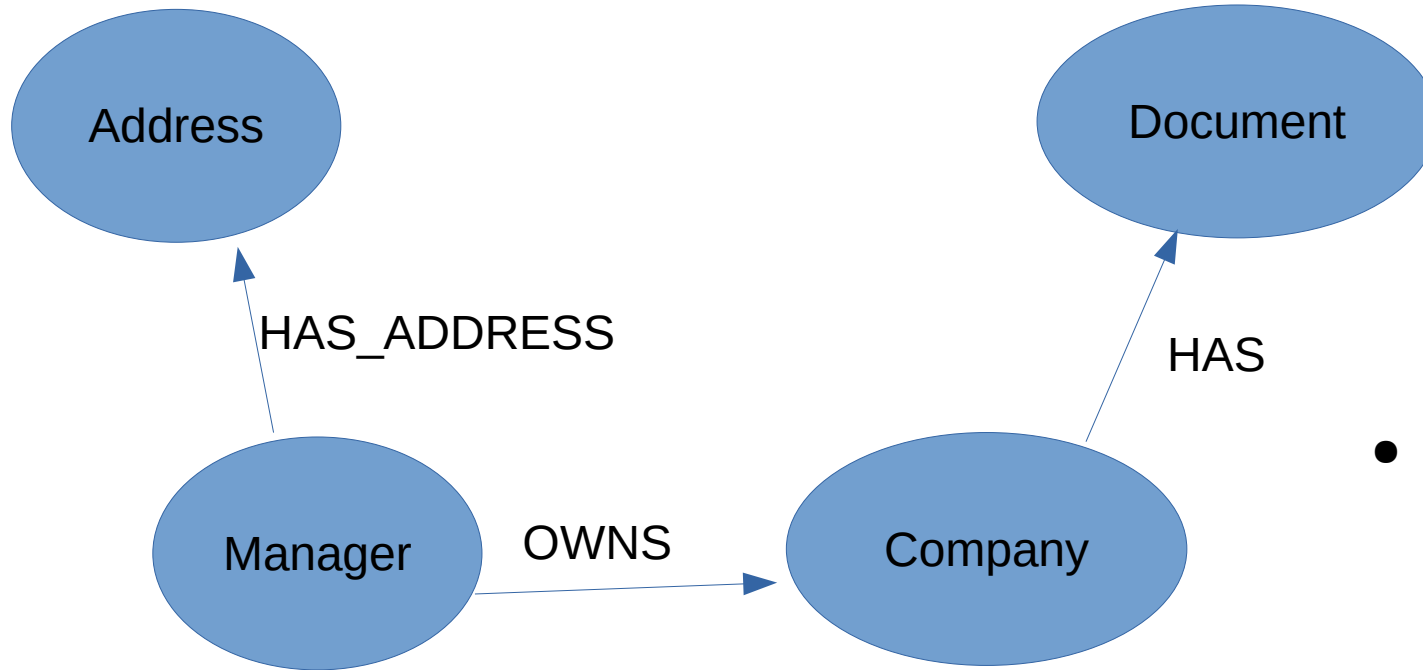 Address
Document
HAS_ADDRESS
HAS
Manager
OWNS
Company
•